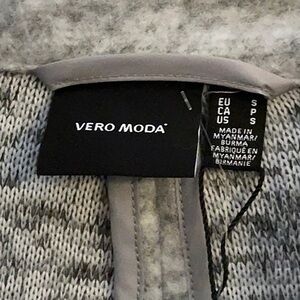 VERO MODA
EU S
CA P
US S
MADE IN
MYANMAR/
BURMA
FABRIQUÉ EN
MYANMAR/
BIRMANIE